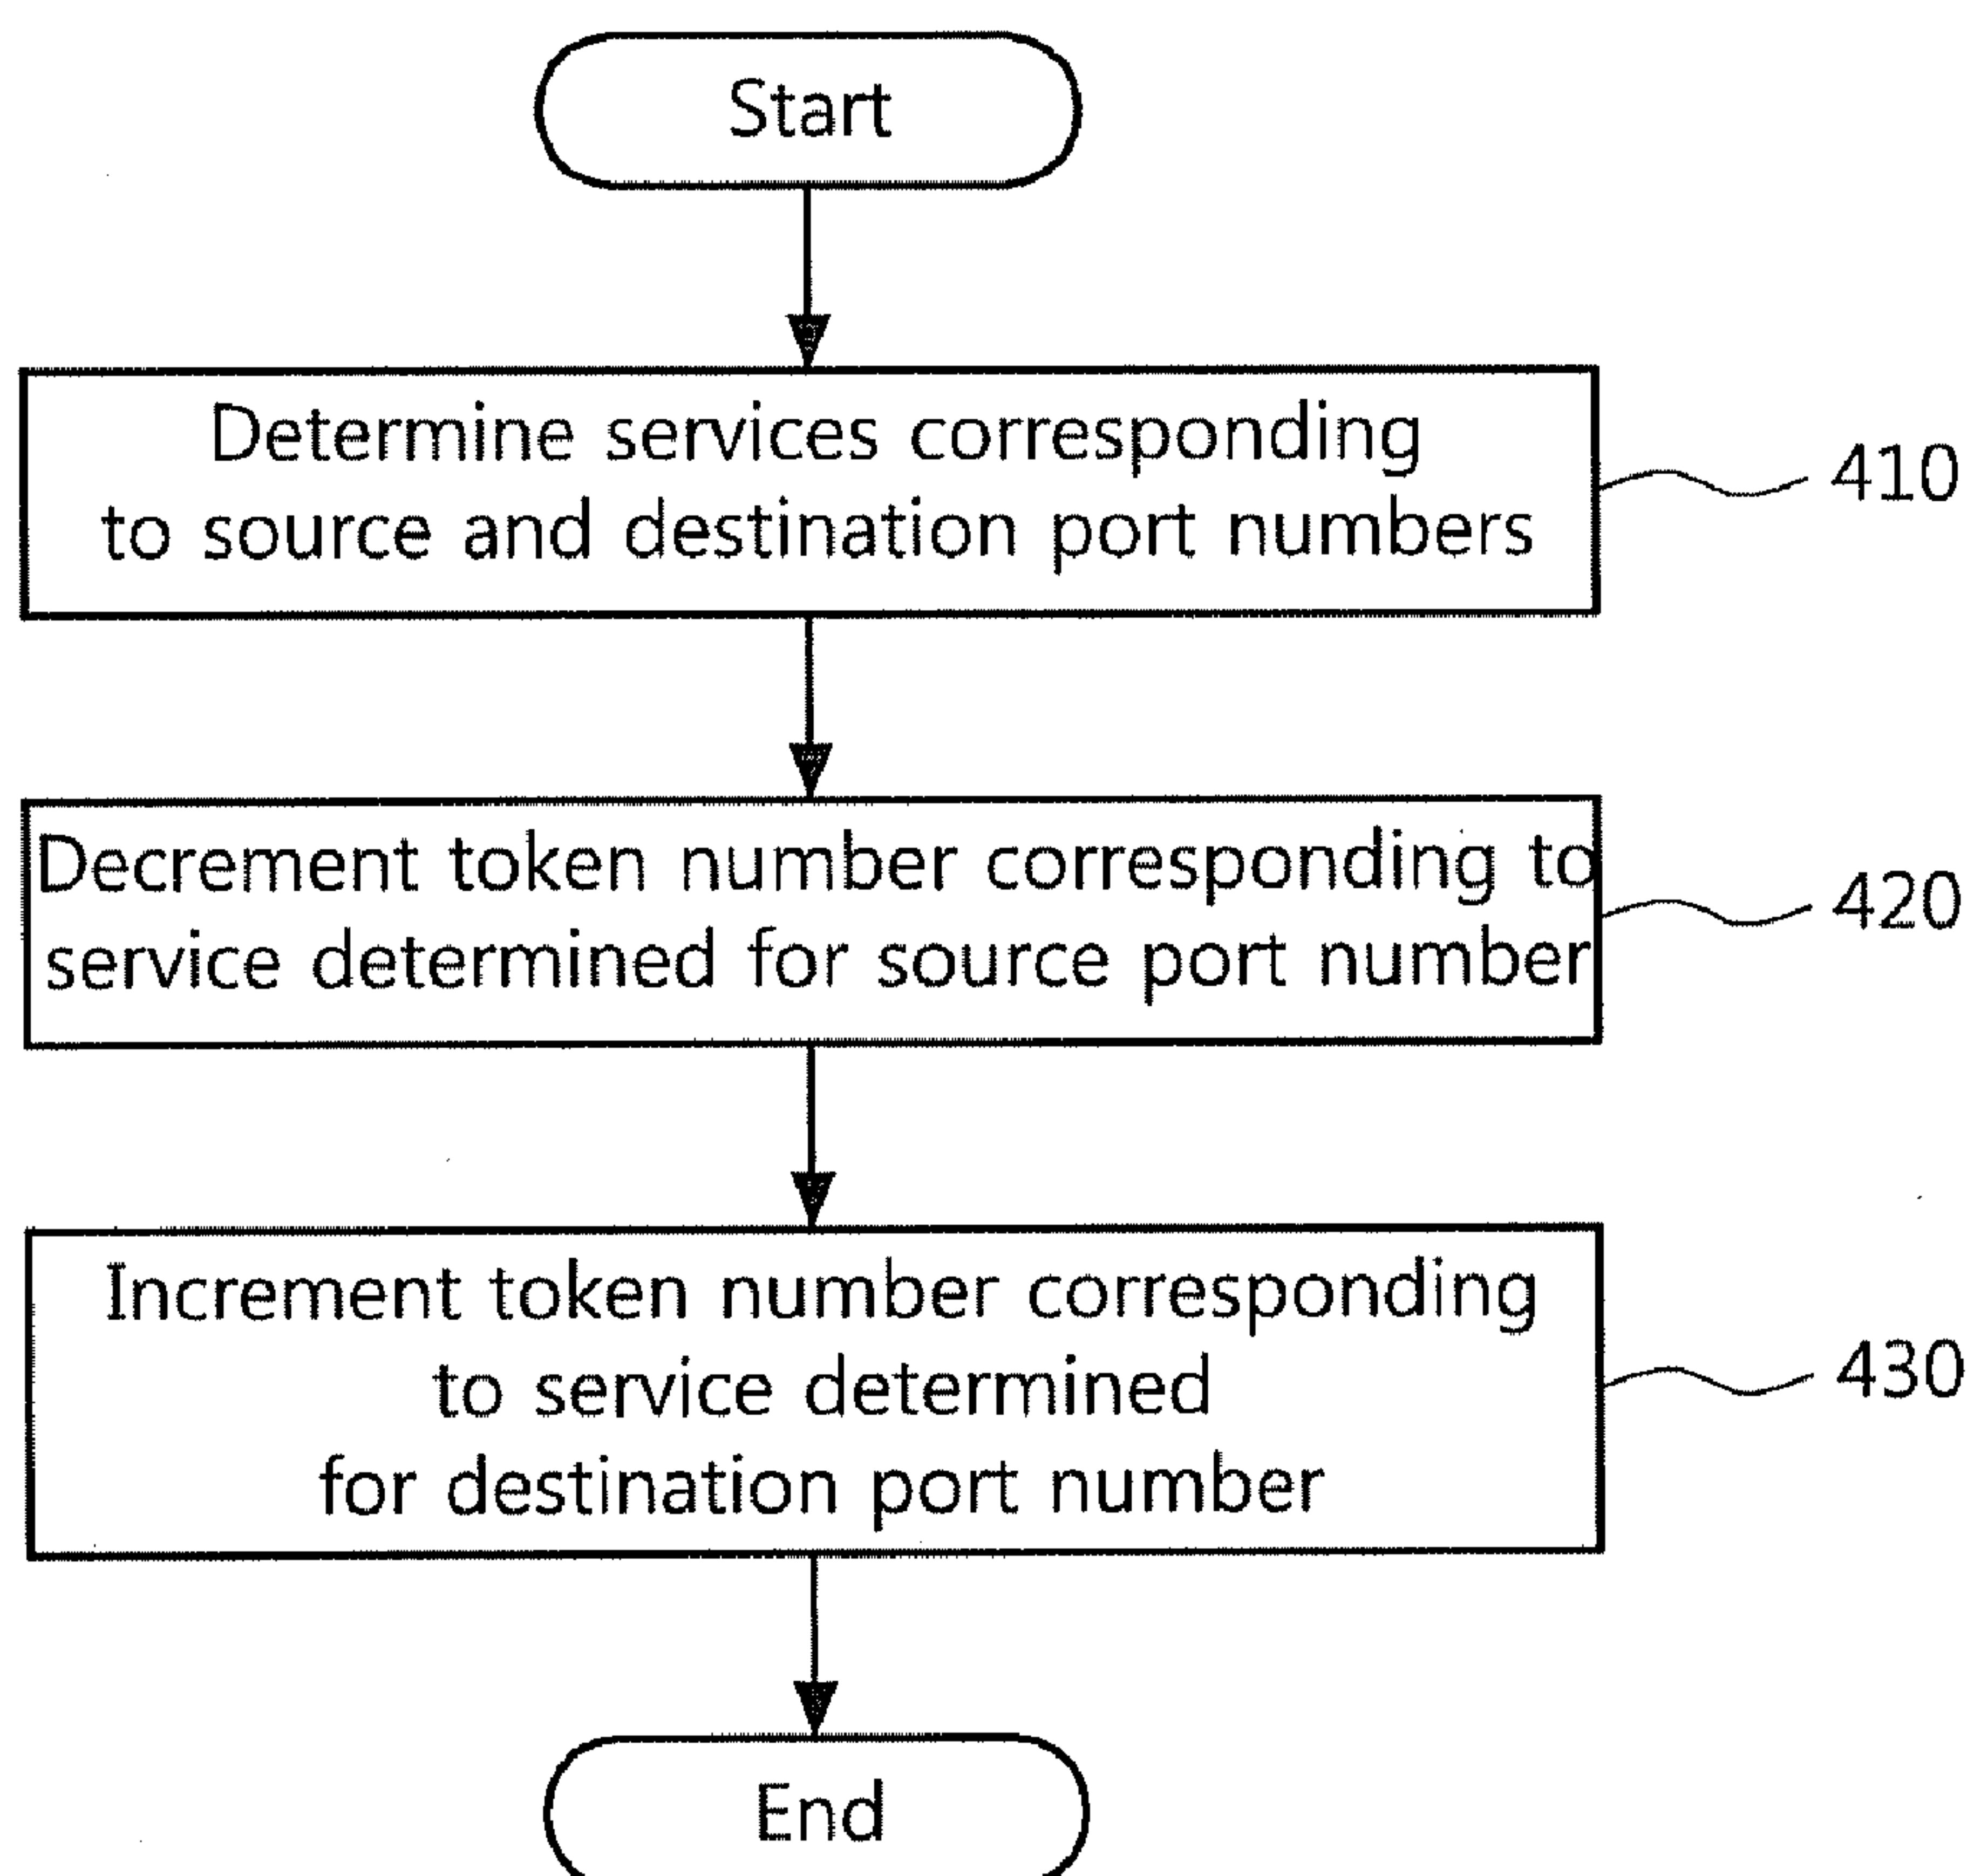 Start
Determine services corresponding
to source and destination port numbers
410
Decrement token number corresponding to
service determined for source port number
420
Increment token number corresponding
to service determined
for destination port number
430
End